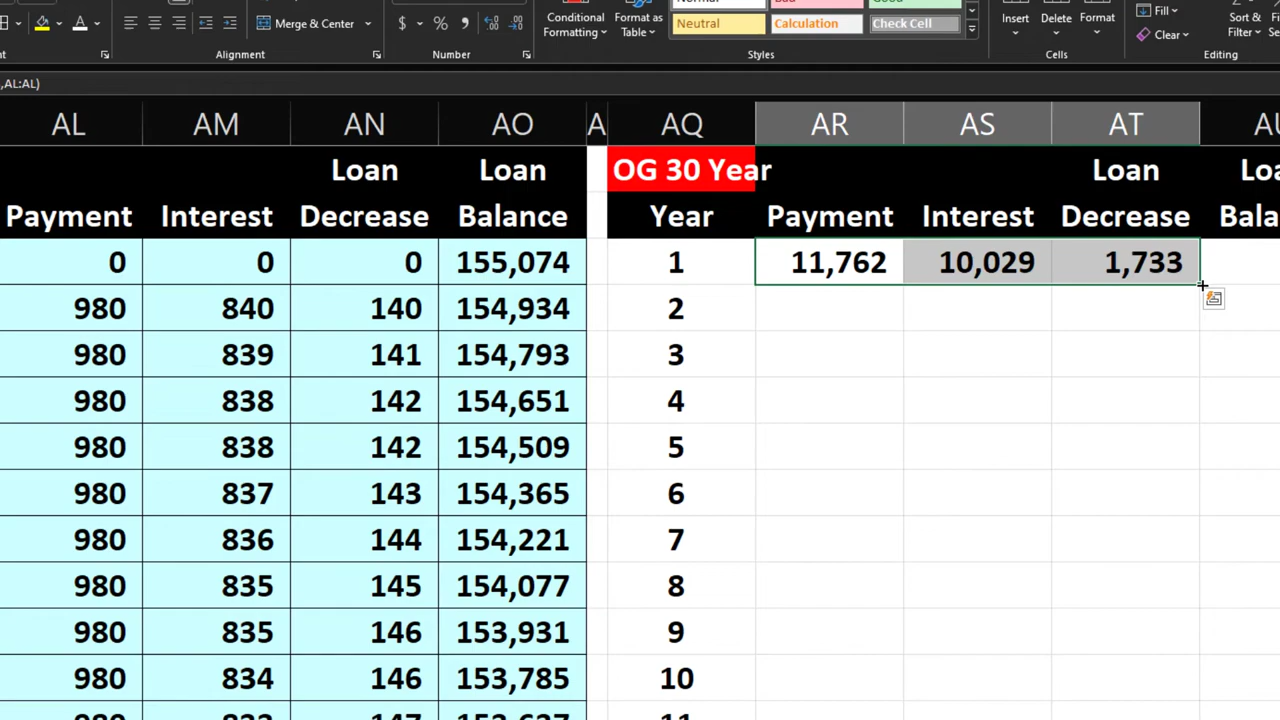 Merge & Center
$ % ,
Conditional
Formatting
Format as
Table
Neutral
Calculation
Check Cell
Insert
Delete
Format
Fill
Clear
Sort &
Filter
Alignment
Number
Styles
Cells
Editing
,AL:AL)
AL AM AN AO AQ AR AS AT
Loan Loan OG 30 Year Loan
Payment Interest Decrease Balance Year Payment Interest Decrease
0 0 0 155,074 1 11,762 10,029 1,733
980 840 140 154,934 2
980 839 141 154,793 3
980 838 142 154,651 4
980 838 142 154,509 5
980 837 143 154,365 6
980 836 144 154,221 7
980 835 145 154,077 8
980 835 146 153,931 9
980 834 146 153,785 10